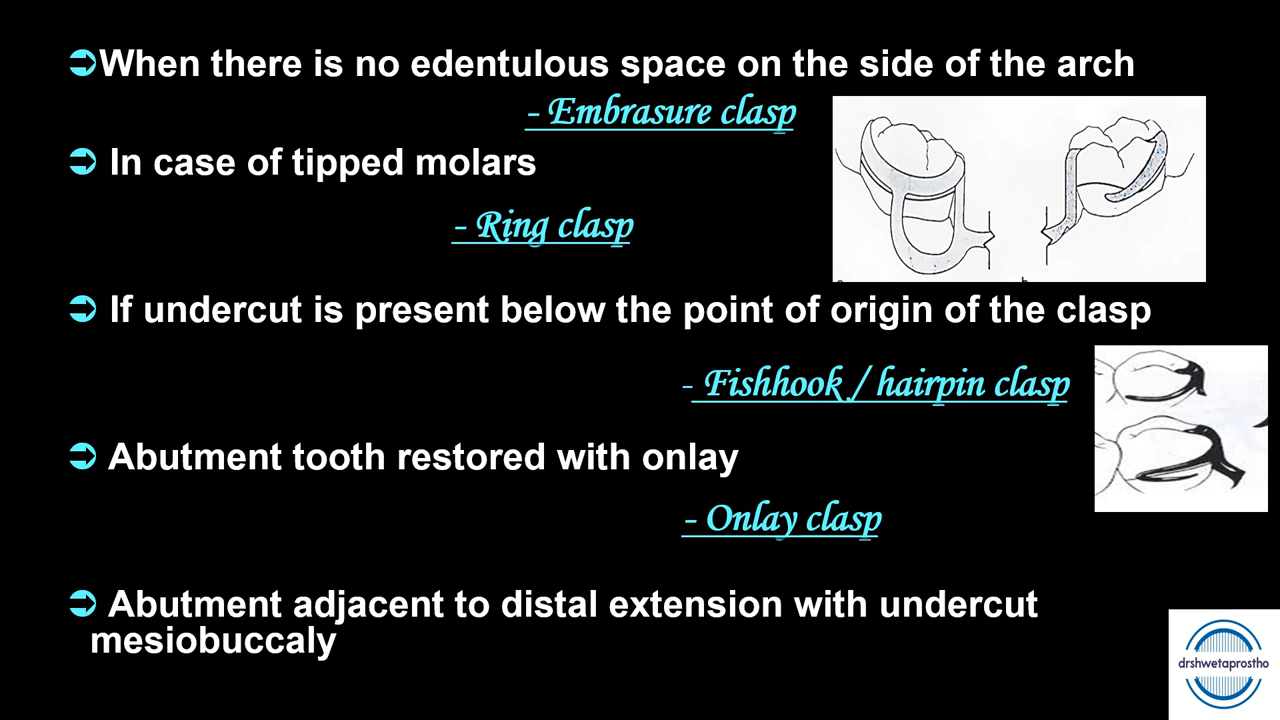 ➲When there is no edentulous space on the side of the arch
- Embrasure clasp
➲ In case of tipped molars
- Ring clasp
➲ If undercut is present below the point of origin of the clasp
- Fishhook / hairpin clasp
➲ Abutment tooth restored with onlay
- Onlay clasp
➲ Abutment adjacent to distal extension with undercut
mesiobuccaly
drshwetaprostho